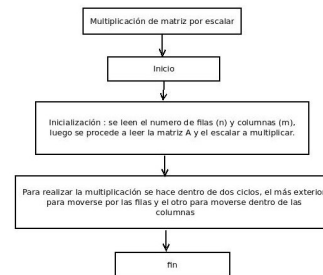 Multiplicación de matriz por escalar
Inicio
Inicialización : se leen el numero de filas (n) y columnas (m),
luego se procede a leer la matriz A y el escalar a multiplicar.
Para realizar la multiplicación se hace dentro de dos ciclos, el más exterior
para moverse por las filas y el otro para moverse dentro de las
columnas
fin